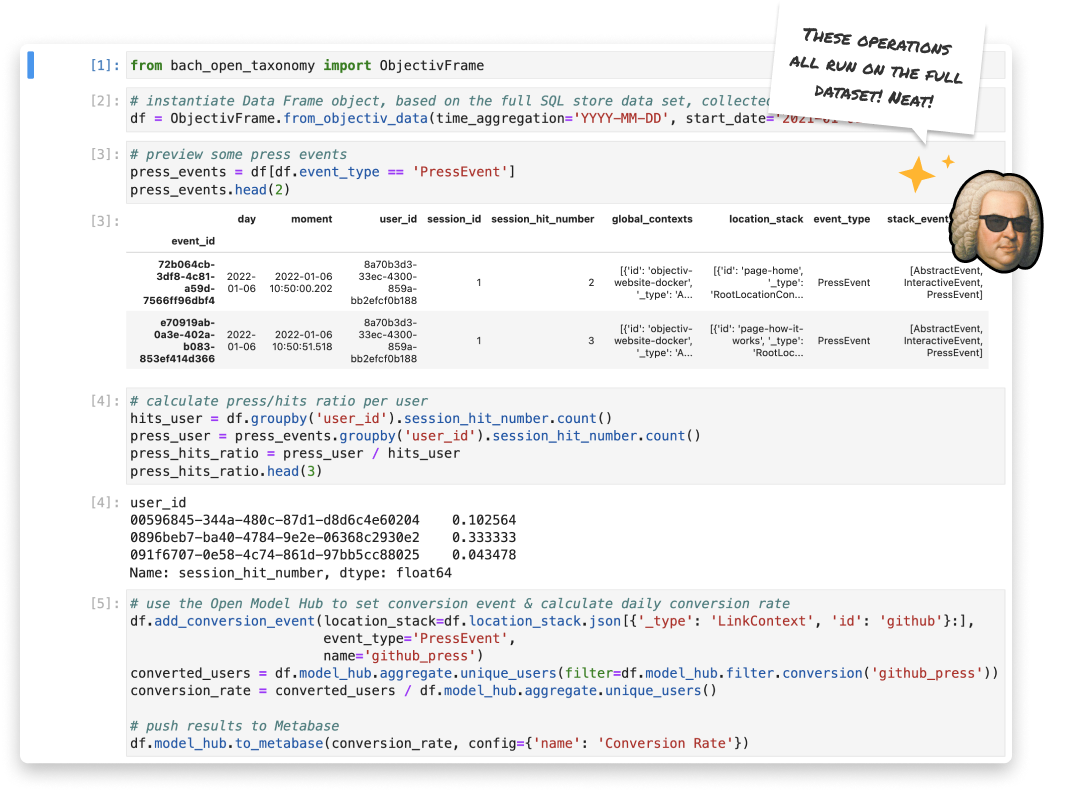 THESE OPERATIONS
ALL RUN ON THE FULL
DATASET! NEAT!
[1]: from bach_open_taxonomy import ObjectivFrame
[2]: # instantiate Data Frame object, based on the full SQL store data set, collected
df = ObjectivFrame.from_objectiv_data(time_aggregation='YYYY-MM-DD', start_date=
[3]: # preview some press events
press_events = df[df.event_type == 'PressEvent']
press_events.head(2)
[3]: day moment user_id session_id session_hit_number global_contexts location_stack event_type stack_event
event_id
72b064cb-
3df8-4c81-
a59d-
7566ff96dbf4
2022-
01-06
2022-01-06
10:50:00.202
8a70b3d3-
33ec-4300-
859a-
bb2efcf0b188
1
2
[{'id': 'objectiv-
website-docker',
'_type': 'A...
[{'id': 'page-home',
'_type':
'RootLocationCon...
PressEvent
[AbstractEvent,
InteractiveEvent,
PressEvent]
e70919ab-
0a3e-402a-
b083-
853ef414d366
2022-
01-06
2022-01-06
10:50:51.518
8a70b3d3-
33ec-4300-
859a-
bb2efcf0b188
1
3
[{'id': 'objectiv-
website-docker',
'_type': 'A...
[{'id': 'page-how-it-
works', '_type':
'RootLoc...
PressEvent
[AbstractEvent,
InteractiveEvent,
PressEvent]
[4]: # calculate press/hits ratio per user
hits_user = df.groupby('user_id').session_hit_number.count()
press_user = press_events.groupby('user_id').session_hit_number.count()
press_hits_ratio = press_user / hits_user
press_hits_ratio.head(3)
[4]: user_id
00596845-344a-480c-87d1-d8d6c4e60204 0.102564
0896beb7-ba40-4784-9e2e-06368c2930e2 0.333333
091f6707-0e58-4c74-861d-97bb5cc88025 0.043478
Name: session_hit_number, dtype: float64
[5]: # use the Open Model Hub to set conversion event & calculate daily conversion rate
df.add_conversion_event(location_stack=df.location_stack.json[{'_type': 'LinkContext', 'id': 'github'}:],
event_type='PressEvent',
name='github_press')
converted_users = df.model_hub.aggregate.unique_users(filter=df.model_hub.filter.conversion('github_press'))
conversion_rate = converted_users / df.model_hub.aggregate.unique_users()
# push results to Metabase
df.model_hub.to_metabase(conversion_rate, config={'name': 'Conversion Rate'})